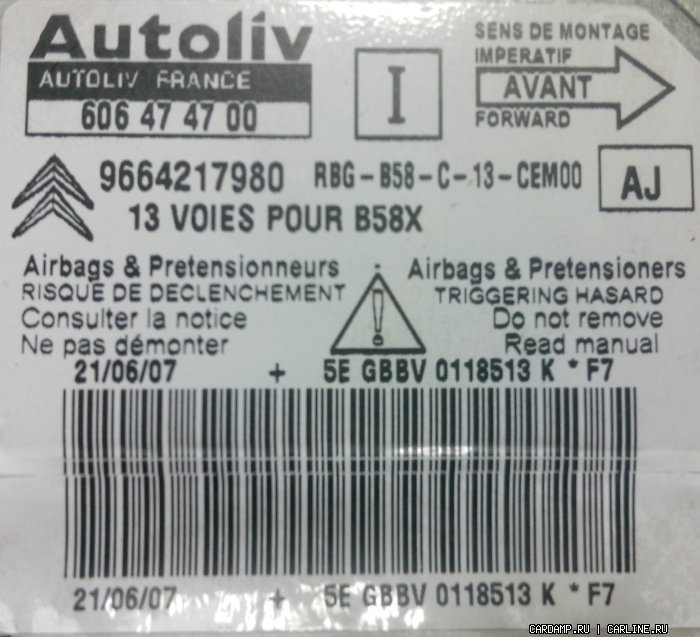 Autoliv
AUTOLIV FRANCE
606 47 47 00
I
SENS DE MONTAGE
IMPERATIF
AVANT
FORWARD
9664217980 RBG-B58-C-13-CEM00
AJ
13 VOIES POUR B58X
Airbags & Pretensionneurs
RISQUE DE DECLENCHEMENT
Consulter la notice
Ne pas démonter
!
Airbags & Pretensioners
TRIGGERING HASARD
Do not remove
Read manual
21/06/07 + 5E GBBV 0118513 K * F7
21/06/07 + 5E GBBV 0118513 K * F7
CARDAMP.RU | CARLINE.RU